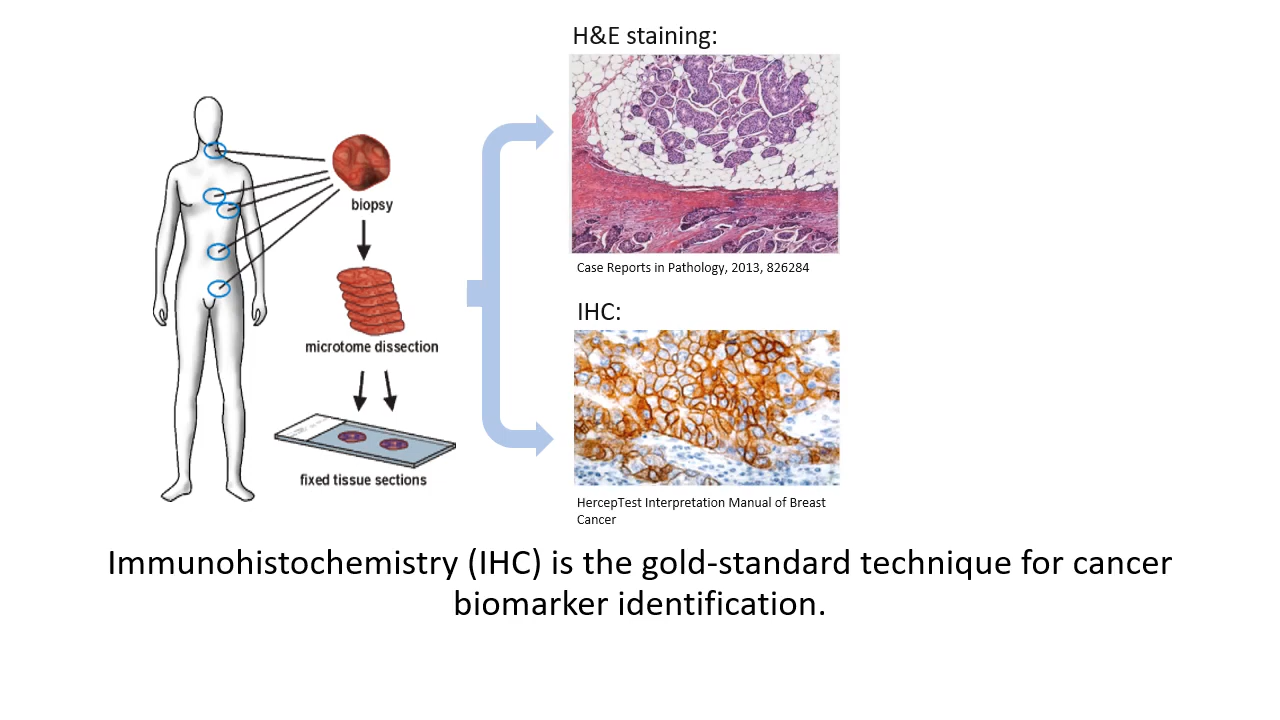 H&E staining:
biopsy
Case Reports in Pathology, 2013, 826284
IHC:
microtome dissection
fixed tissue sections
HercepTest Interpretation Manual of Breast
Cancer
Immunohistochemistry (IHC) is the gold-standard technique for cancer
biomarker identification.